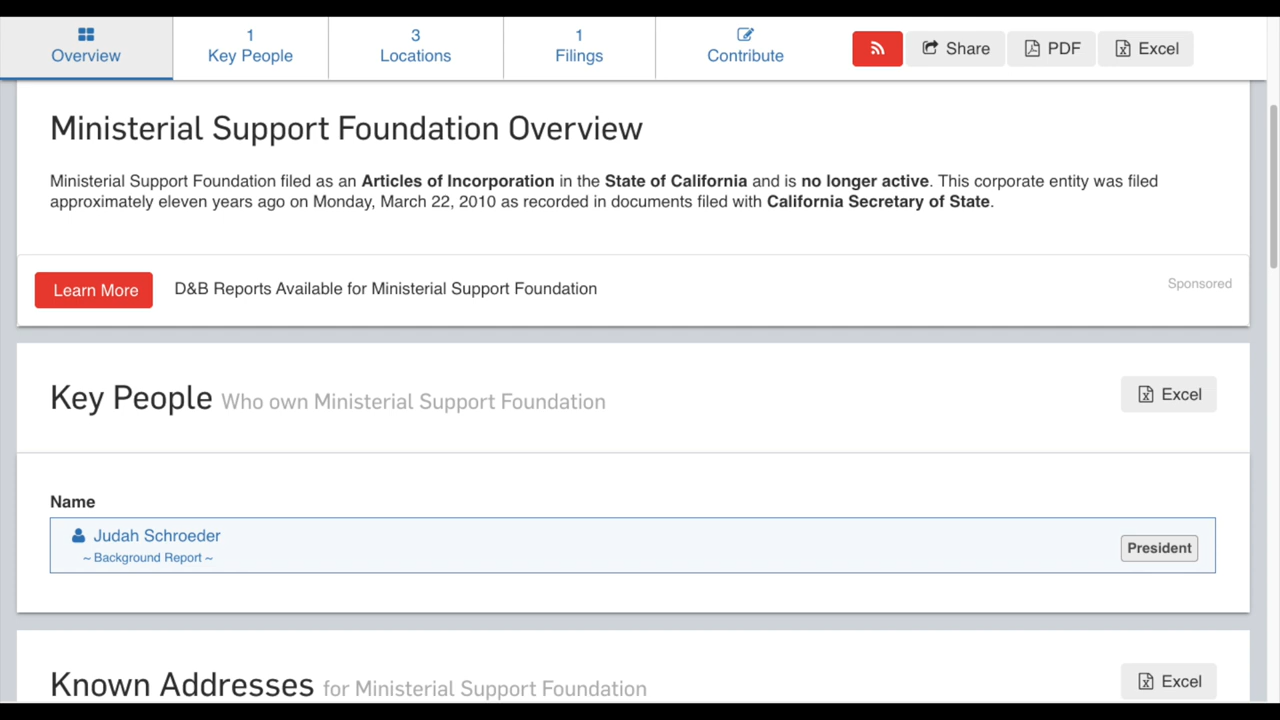 Overview
1
Key People
3
Locations
1
Filings
Contribute
Share
PDF
Excel
Ministerial Support Foundation Overview
Ministerial Support Foundation filed as an Articles of Incorporation in the State of California and is no longer active. This corporate entity was filed
approximately eleven years ago on Monday, March 22, 2010 as recorded in documents filed with California Secretary of State.
Learn More D&B Reports Available for Ministerial Support Foundation Sponsored
Key People Who own Ministerial Support Foundation Excel
Name
Judah Schroeder
~ Background Report ~
President
Known Addresses for Ministerial Support Foundation Excel